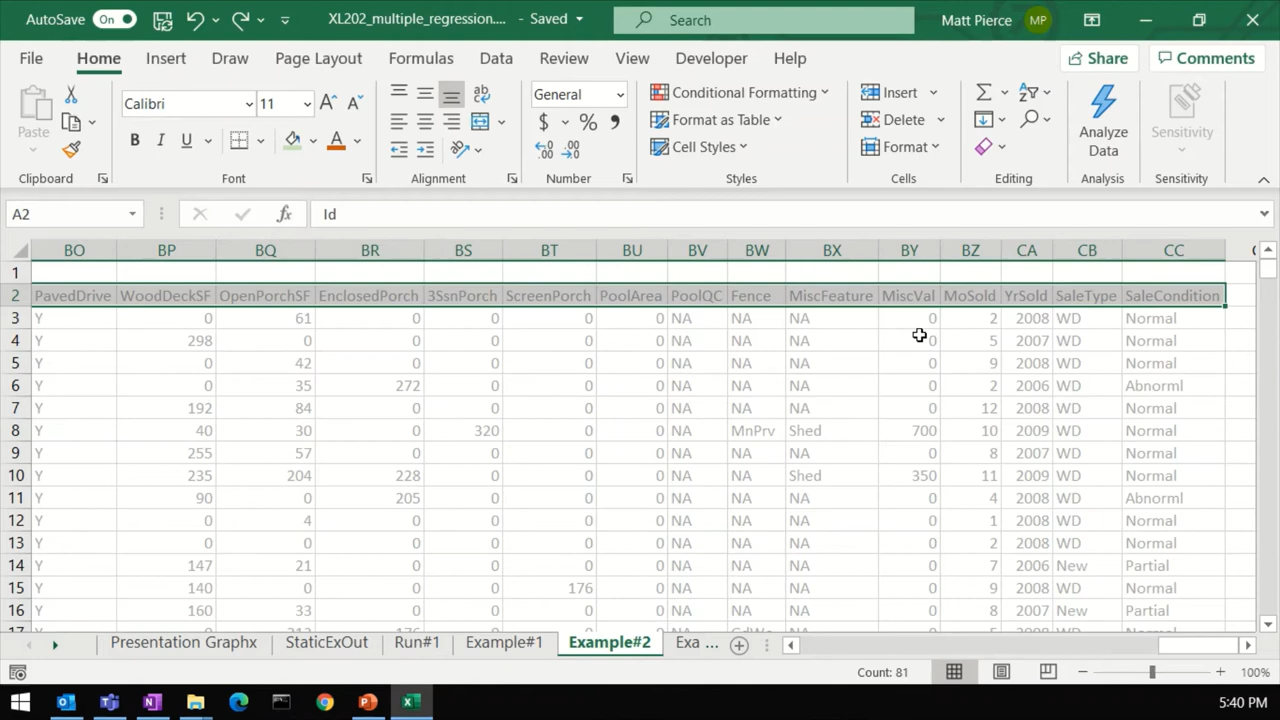 AutoSave On XL202_multiple_regression.... - Saved Search Matt Pierce MP
File Home Insert Draw Page Layout Formulas Data Review View Developer Help Share Comments
Paste Calibri 11 General Conditional Formatting Insert Analyze Data Sensitivity
$ % , Format as Table Delete
B I U A Cell Styles Format
Clipboard Font Alignment Number Styles Cells Editing Analysis Sensitivity
A2 fx Id
BO BP BQ BR BS BT BU BV BW BX BY BZ CA CB CC
1
2 PavedDrive WoodDeckSF OpenPorchSF EnclosedPorch 3SsnPorch ScreenPorch PoolArea PoolQC Fence MiscFeature MiscVal MoSold YrSold SaleType SaleCondition
3 Y 0 61 0 0 0 0 NA NA NA 0 2 2008 WD Normal
4 Y 298 0 0 0 0 0 NA NA NA 0 5 2007 WD Normal
5 Y 0 42 0 0 0 0 NA NA NA 0 9 2008 WD Normal
6 Y 0 35 272 0 0 0 NA NA NA 0 2 2006 WD Abnorml
7 Y 192 84 0 0 0 0 NA NA NA 0 12 2008 WD Normal
8 Y 40 30 0 320 0 0 NA MnPrv Shed 700 10 2009 WD Normal
9 Y 255 57 0 0 0 0 NA NA NA 0 8 2007 WD Normal
10 Y 235 204 228 0 0 0 NA NA Shed 350 11 2009 WD Normal
11 Y 90 0 205 0 0 0 NA NA NA 0 4 2008 WD Abnorml
12 Y 0 4 0 0 0 0 NA NA NA 0 1 2008 WD Normal
13 Y 0 0 0 0 0 0 NA NA NA 0 2 2008 WD Normal
14 Y 147 21 0 0 0 0 NA NA NA 0 7 2006 New Partial
15 Y 140 0 0 0 176 0 NA NA NA 0 9 2008 WD Normal
16 Y 160 33 0 0 0 0 NA NA NA 0 8 2007 New Partial
Presentation Graphx StaticExOut Run#1 Example#1 Example#2 Exa ...
Count: 81 100%
5:40 PM